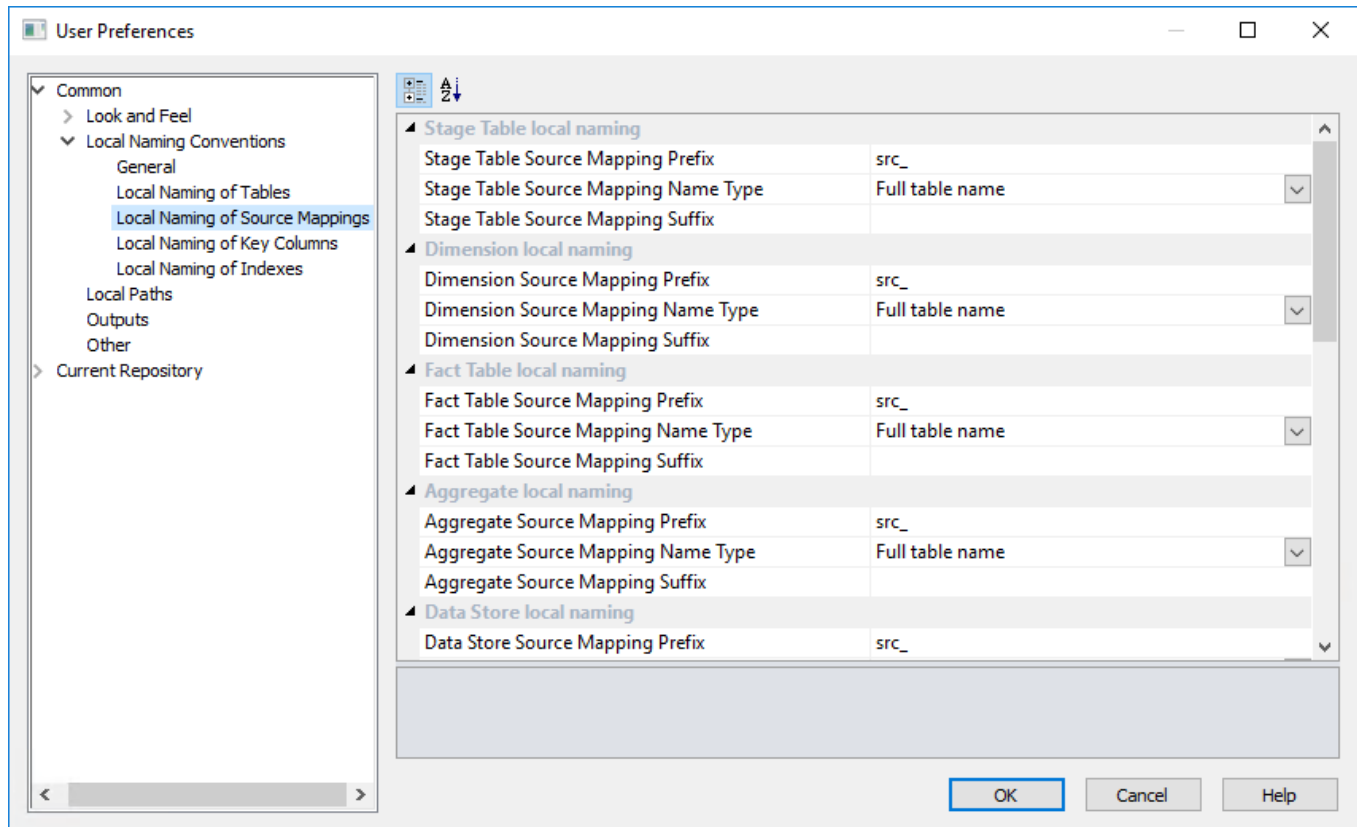 User Preferences
Common
Look and Feel
Local Naming Conventions
General
Local Naming of Tables
Local Naming of Source Mappings
Local Naming of Key Columns
Local Naming of Indexes
Local Paths
Outputs
Other
Current Repository
Stage Table local naming
Stage Table Source Mapping Prefix src_
Stage Table Source Mapping Name Type Full table name
Stage Table Source Mapping Suffix
Dimension local naming
Dimension Source Mapping Prefix src_
Dimension Source Mapping Name Type Full table name
Dimension Source Mapping Suffix
Fact Table local naming
Fact Table Source Mapping Prefix src_
Fact Table Source Mapping Name Type Full table name
Fact Table Source Mapping Suffix
Aggregate local naming
Aggregate Source Mapping Prefix src_
Aggregate Source Mapping Name Type Full table name
Aggregate Source Mapping Suffix
Data Store local naming
Data Store Source Mapping Prefix src_
OK Cancel Help